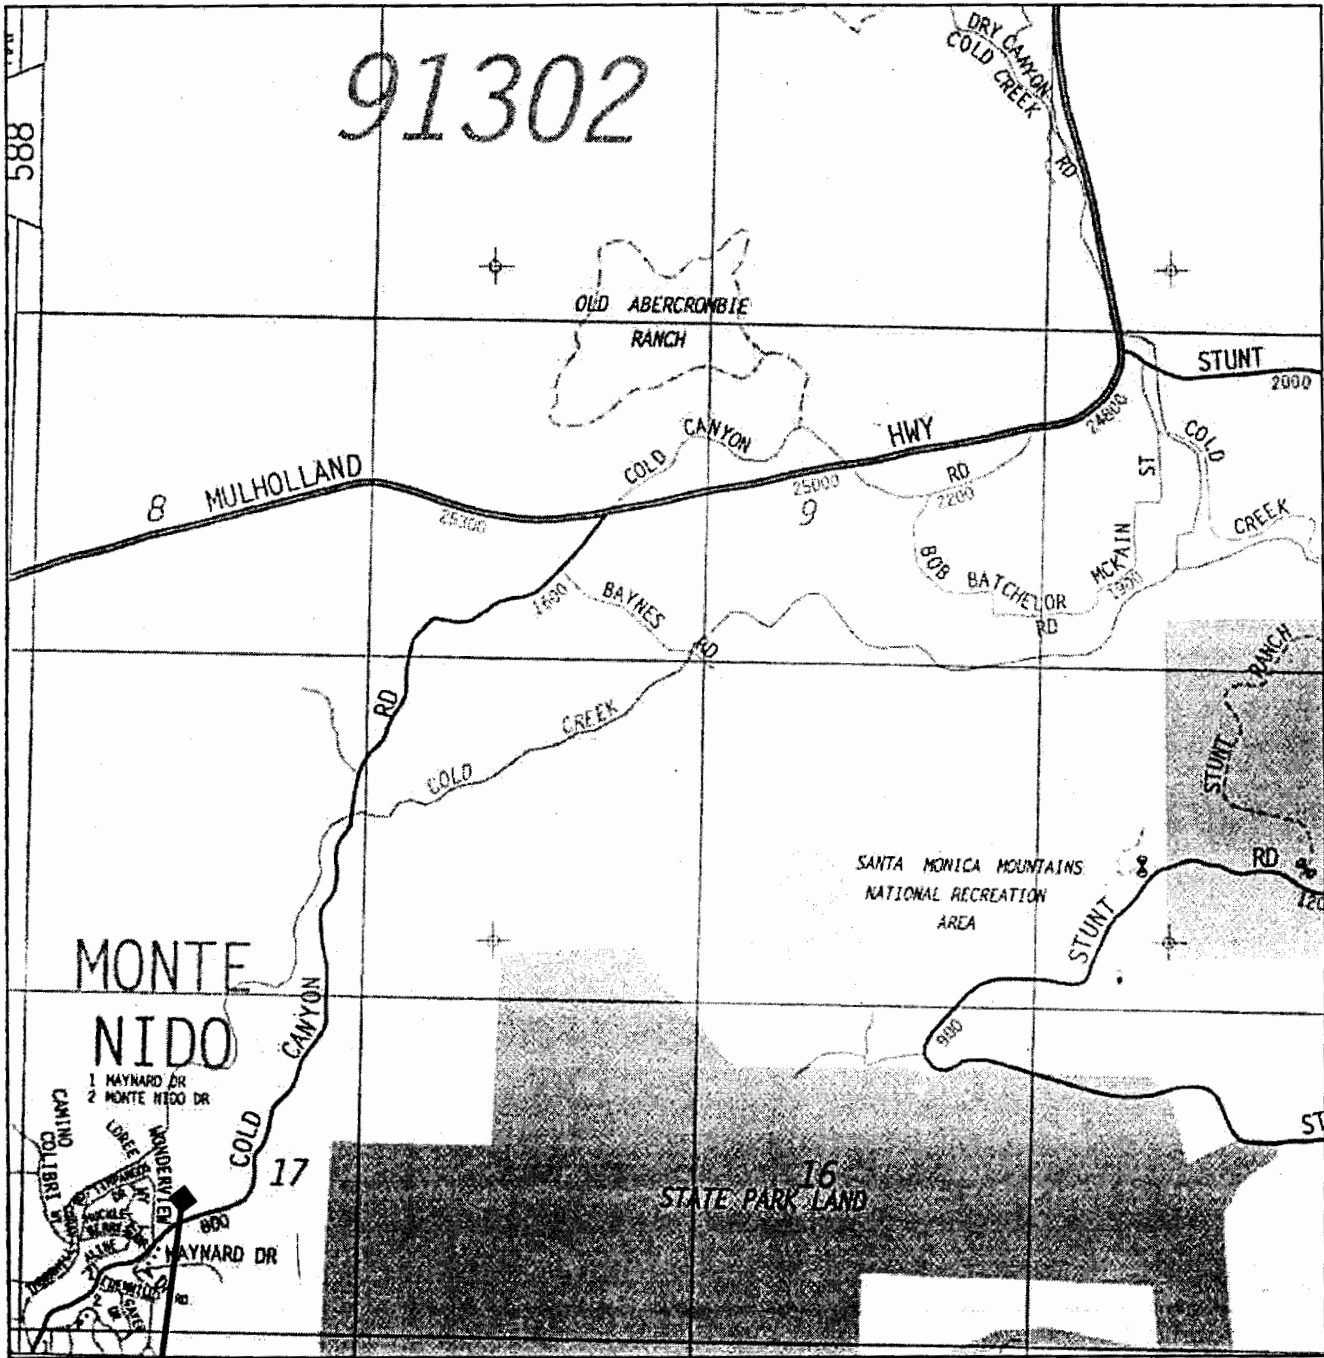 588
91302
DRY CANYON
COLD CREEK
RD
OLD ABERCROMBIE
RANCH
STUNT
2000
24800
COLD
CANYON
HWY
RD
2200
25000
9
8
MULHOLLAND
25300
ST
COLD
CREEK
MCKAIN
1900
BOB
BATCHELOR
RD
1600
BAYNES
RD
RD
COLD
CREEK
STUNT
RANCH
RD
120
SANTA MONICA MOUNTAINS
NATIONAL RECREATION
AREA
STUNT
900
ST
MONTE
NIDO
1 MAYNARD DR
2 MONTE NIDO DR
COLD
CANYON
CAMINO
COLIBRI
WONDERVIEW
17
16
STATE PARK LAND
800
MAYNARD DR
RD